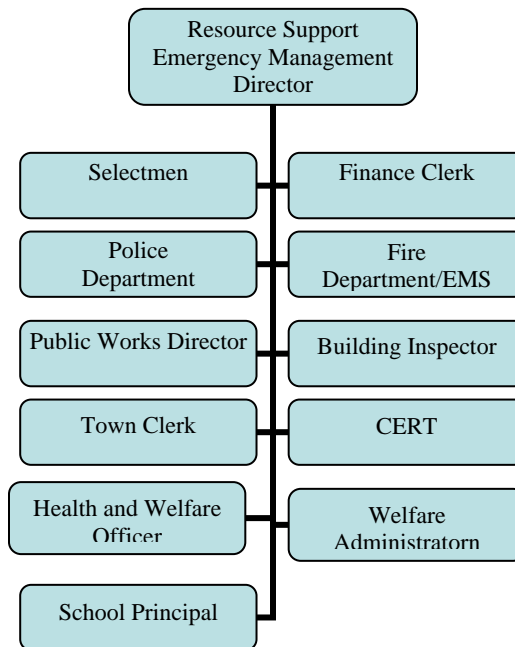 Resource Support
Emergency Management
Director
Selectmen
Finance Clerk
Police
Department
Fire
Department/EMS
Public Works Director
Building Inspector
Town Clerk
CERT
Health and Welfare
Officer
Welfare
Administratorn
School Principal